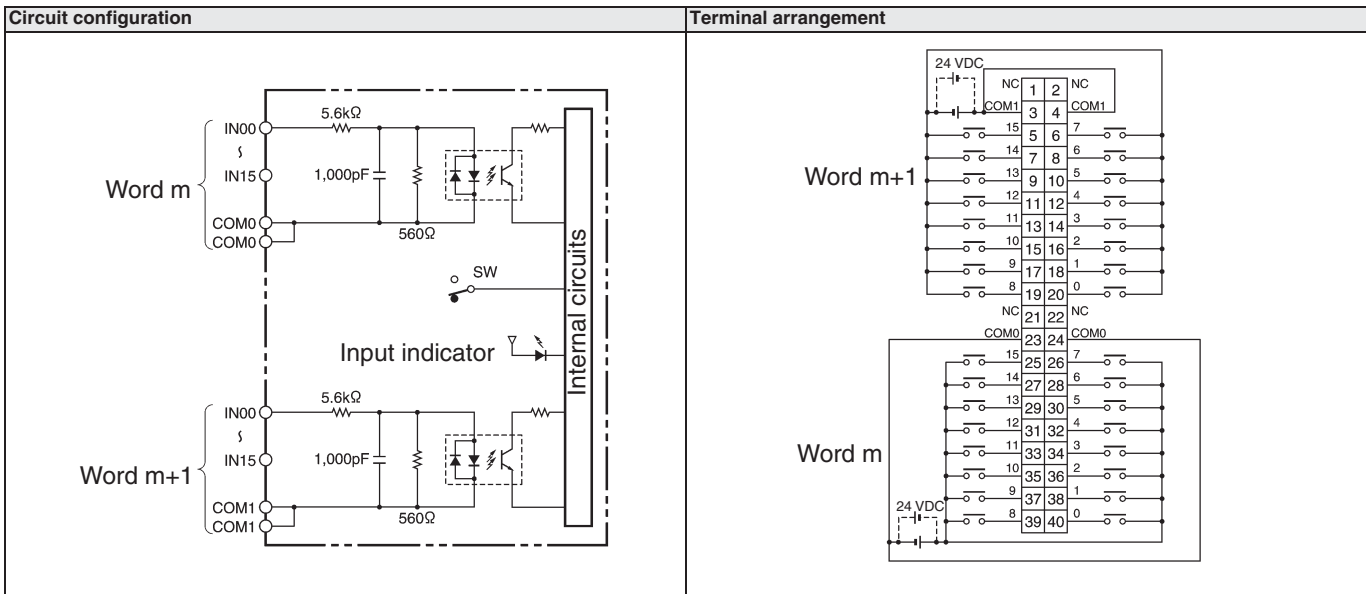 Circuit configuration
Terminal arrangement
5.6kΩ
IN00
IN15
Word m
1,000pF
COM0
COM0
560Ω
SW
Input indicator
Internal circuits
5.6kΩ
IN00
IN15
Word m+1
1,000pF
COM1
COM1
560Ω
24 VDC
NC 1 2 NC
COM1 3 4 COM1
15 5 6 7
14 7 8 6
Word m+1
13 9 10 5
12 11 12 4
11 13 14 3
10 15 16 2
9 17 18 1
8 19 20 0
NC 21 22 NC
COM0 23 24 COM0
15 25 26 7
14 27 28 6
13 29 30 5
12 31 32 4
Word m
11 33 34 3
10 35 36 2
9 37 38 1
24 VDC
8 39 40 0